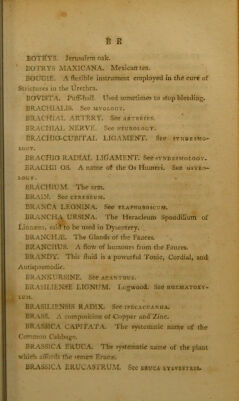 B R
BOTRYS. Jerusalem oak.
BOTRYS MAXICANA. Mexican tea.
BOUGIE. A flexible instrument employed in the cure of
Strictures in the Urethra.
BOVISTA. Puff-ball. Used sometimes to stop bleeding.
BRACHIALIS. See MYOLOGY.
BRACHIAL ARTERY. See ARTERIES.
BRACHIAL NERVE. See NEUROLOGY.
BRACHIO-CUBITAL LIGAMENT. See SYNDESMO-
LOGY.
BRACHIO RADIAL LIGAMENT. See SYNDESMOLOGY.
BRACHII OS. A name of the Os Humeri. See OSTEO-
LOGY.
BRACHIUM. The arm.
BRAIN. See CEREBRUM.
BRANCA LEONINA. See ELAPHOBOSCUM.
BRANCHA URSINA. The Heracleum Spondilium of
Linnæus, said to be used in Dysentery.
BRANCHÆ. The Glands of the Fauces.
BRANCHUS. A flow of humours from the Fauces.
BRANDY. This fluid is a powerful Tonic, Cordial, and
Antispasmodic.
BRANKURSINE. See ACANTHUS.
BRASILIENSE LIGNUM. Logwood. See HOEMATOXY-
LUM.
BRASILIENSIS RADIX. See IPECACUANHA.
BRASS. A composition of Copper and Zinc.
BRASSICA CAPITATA. The systematic name of the
Common Cabbage.
BRASSICA ERUCA. The systematic name of the plant
which affords the semen Erucæ.
BRASSICA ERUCASTRUM. See ERUCA SYLVESTRIS.